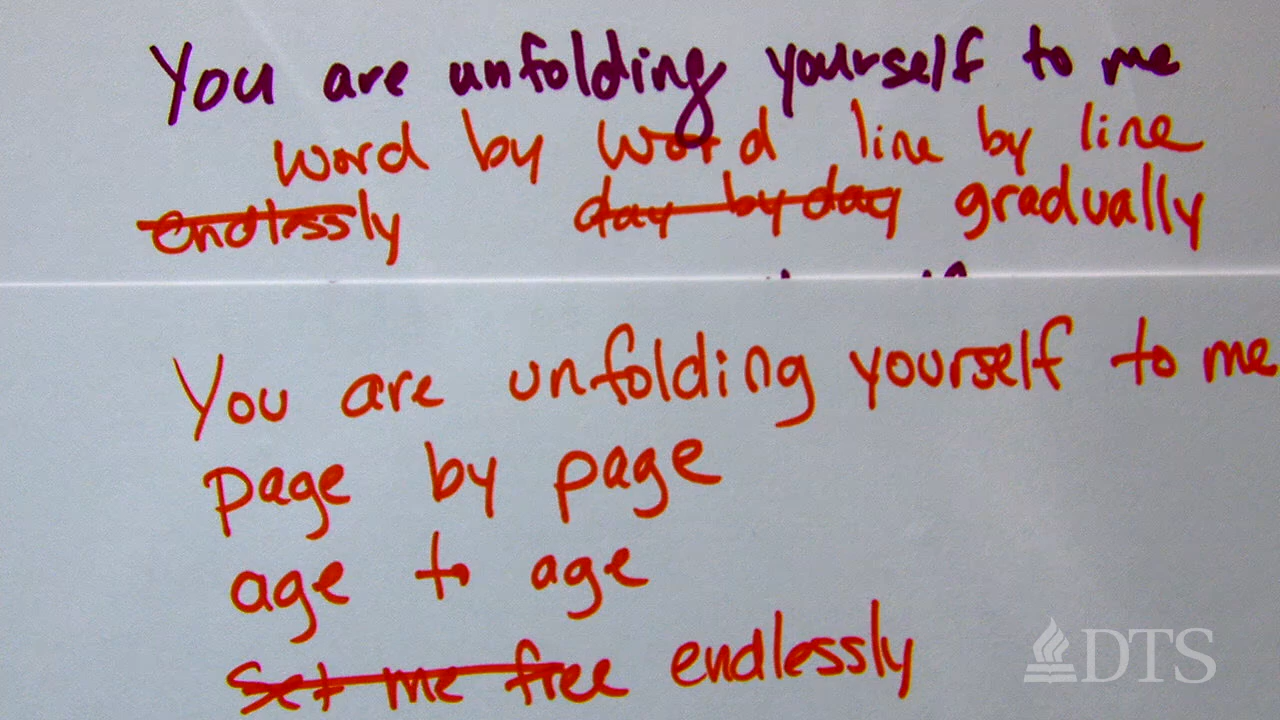 You are unfolding yourself to me
word by word line by line
endlessly day by day gradually
You are unfolding yourself to me
page by page
age to age
set me free endlessly
DTS